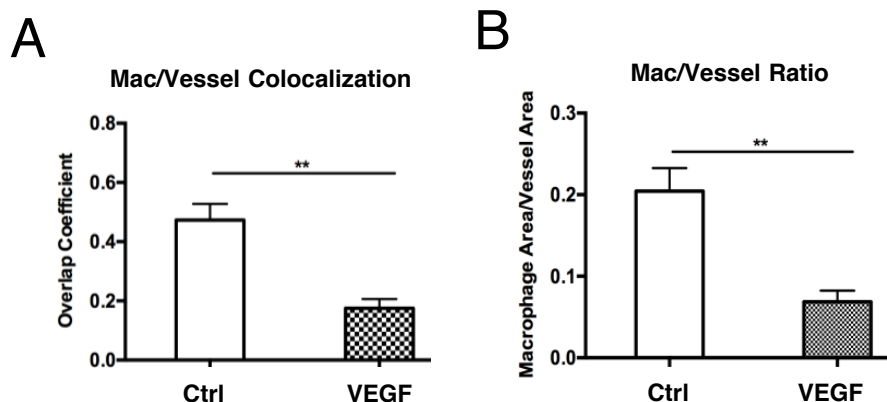 A
Mac/Vessel Colocalization
Overlap Coefficient
0.8
0.6
0.4
0.2
0.0
**
Ctrl
VEGF
B
Mac/Vessel Ratio
Macrophage Area/Vessel Area
0.3
0.2
0.1
0.0
**
Ctrl
VEGF